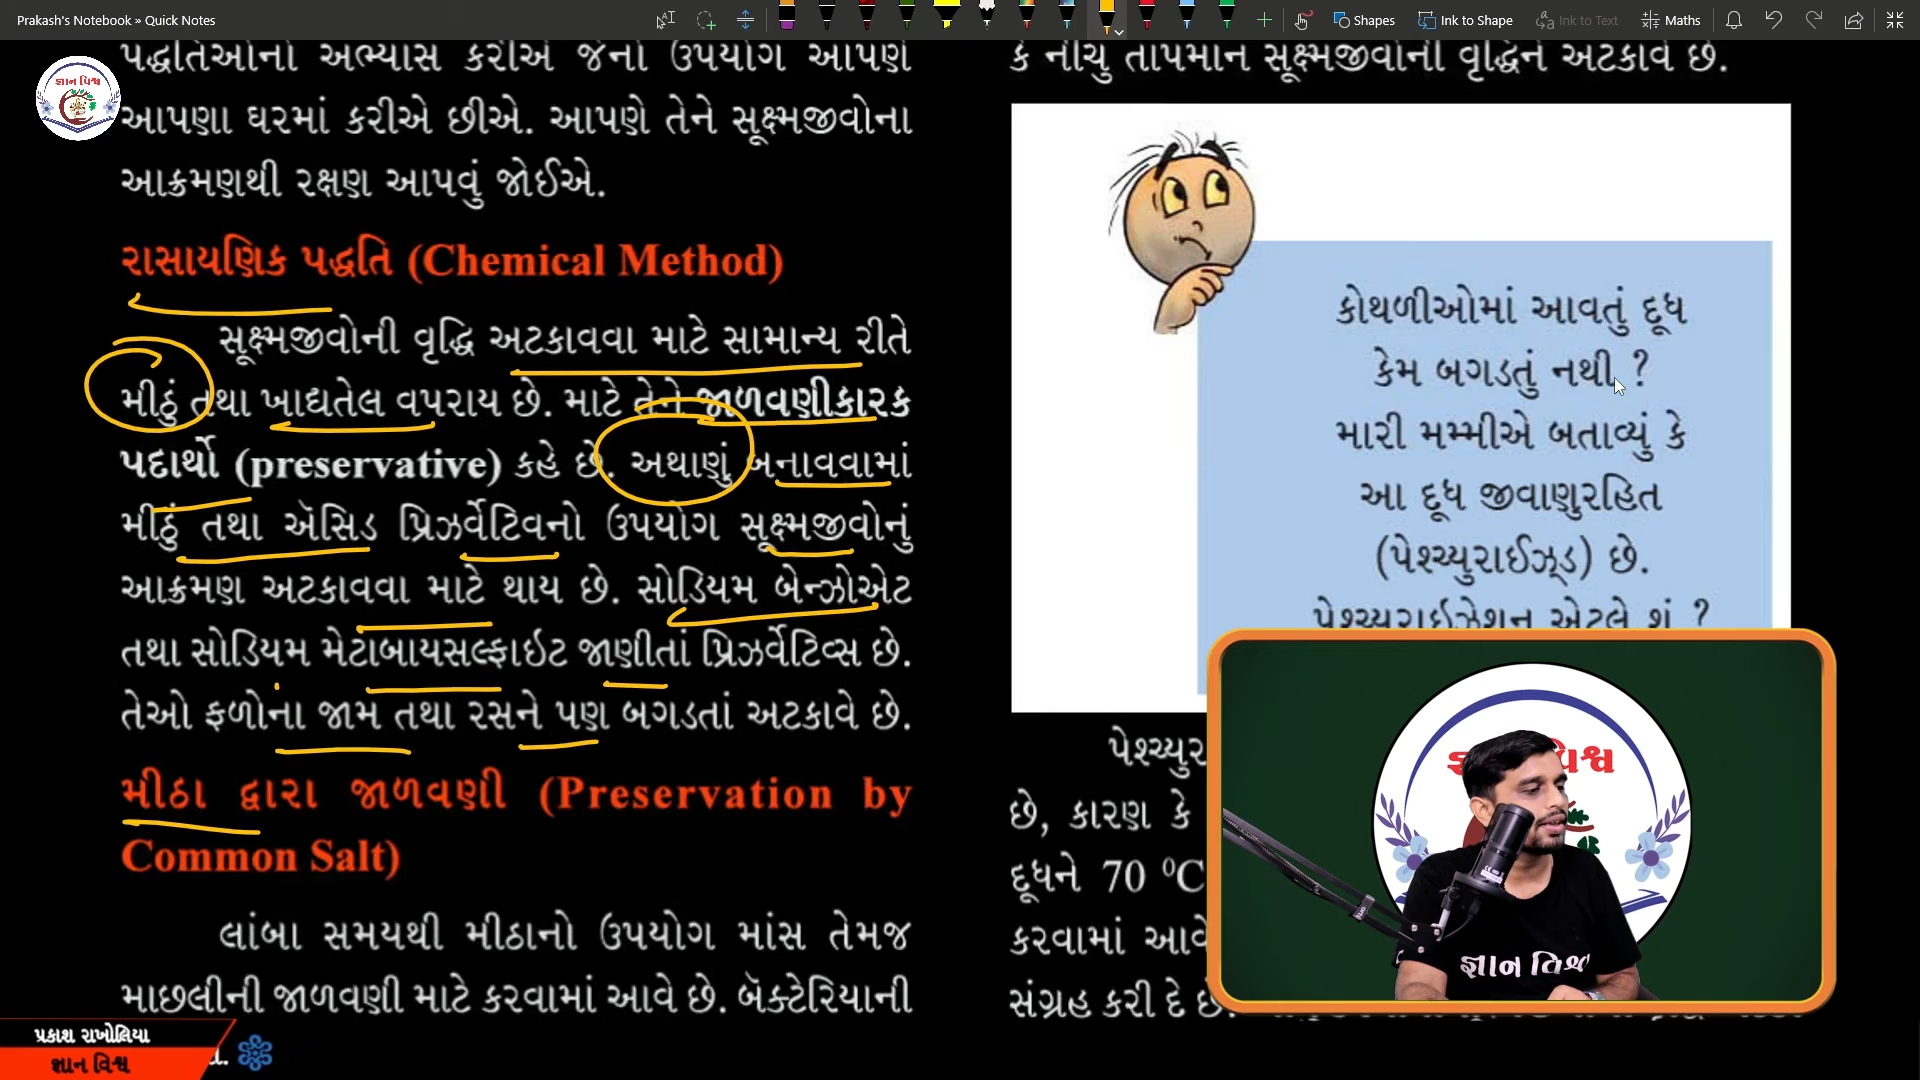 Prakash's Notebook » Quick Notes
Shapes
Ink to Shape
Ink to Text
Maths
જ્ઞાન વિશ્વ
પદ્ધતિઓનો અભ્યાસ કરીએ જેનો ઉપયોગ આપણે
આપણા ઘરમાં કરીએ છીએ. આપણે તેને સૂક્ષ્મજીવોના
આક્રમણથી રક્ષણ આપવું જોઈએ.
રાસાયણિક પદ્ધતિ (Chemical Method)
સૂક્ષ્મજીવોની વૃદ્ધિ અટકાવવા માટે સામાન્ય રીતે
મીઠું તથા ખાદ્યતેલ વપરાય છે. માટે તેને જાળવણીકારક
પદાર્થો (preservative) કહે છે. અથાણું બનાવવામાં
મીઠું તથા ઍસિડ પ્રિઝર્વેટિવનો ઉપયોગ સૂક્ષ્મજીવોનું
આક્રમણ અટકાવવા માટે થાય છે. સોડિયમ બેન્ઝોએટ
તથા સોડિયમ મેટાબાયસલ્ફાઇટ જાણીતાં પ્રિઝર્વેટિવ્સ છે.
તેઓ ફળોના જામ તથા રસને પણ બગડતાં અટકાવે છે.
મીઠા દ્વારા જાળવણી (Preservation by
Common Salt)
લાંબા સમયથી મીઠાનો ઉપયોગ માંસ તેમજ
માછલીની જાળવણી માટે કરવામાં આવે છે. બૅક્ટેરિયાની
કે નીચુ તાપમાન સૂક્ષ્મજીવોની વૃદ્ધિને અટકાવે છે.
કોથળીઓમાં આવતું દૂધ
કેમ બગડતું નથી ?
મારી મમ્મીએ બતાવ્યું કે
આ દૂધ જીવાણુરહિત
(પેશ્ચ્યુરાઈઝ્ડ) છે.
પેશ્ચ્યુરાઇઝેશન એટલે શું ?
છે, કારણ કે
દૂધને 70 ⁰C
કરવામાં આવે
સંગ્રહ કરી દે છે.
જ્ઞાન વિશ્વ
પ્રકાશ રાખોલિયા
જ્ઞાન વિશ્વ